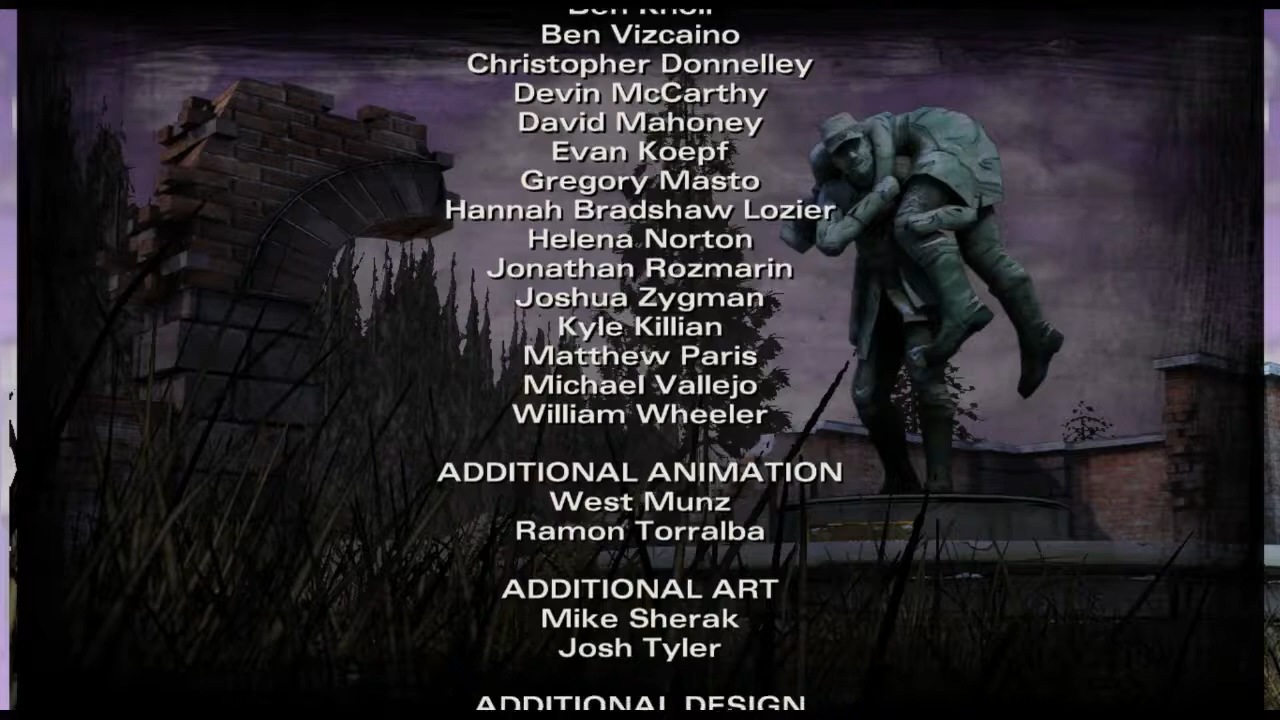 Ben Vizcaino
Christopher Donnelley
Devin McCarthy
David Mahoney
Evan Koepf
Gregory Masto
Hannah Bradshaw Lozier
Helena Norton
Jonathan Rozmarin
Joshua Zygman
Kyle Killian
Matthew Paris
Michael Vallejo
William Wheeler
ADDITIONAL ANIMATION
West Munz
Ramon Torralba
ADDITIONAL ART
Mike Sherak
Josh Tyler
ADDITIONAL DESIGN